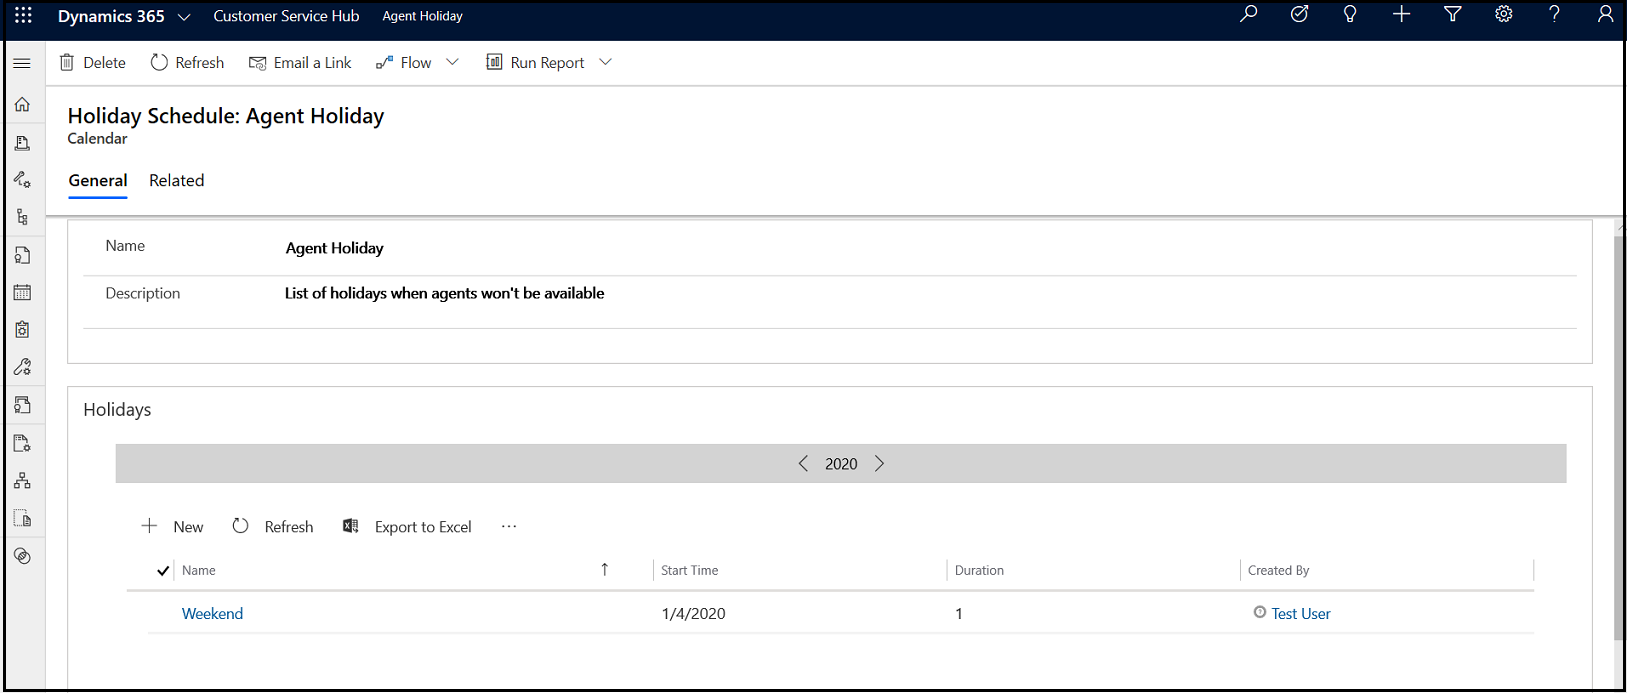 Dynamics 365 Customer Service Hub Agent Holiday
Delete Refresh Email a Link Flow Run Report
Holiday Schedule: Agent Holiday
Calendar
General Related
Name Agent Holiday
Description List of holidays when agents won't be available
Holidays
2020
New Refresh Export to Excel ...
Name Start Time Duration Created By
Weekend 1/4/2020 1 Test User